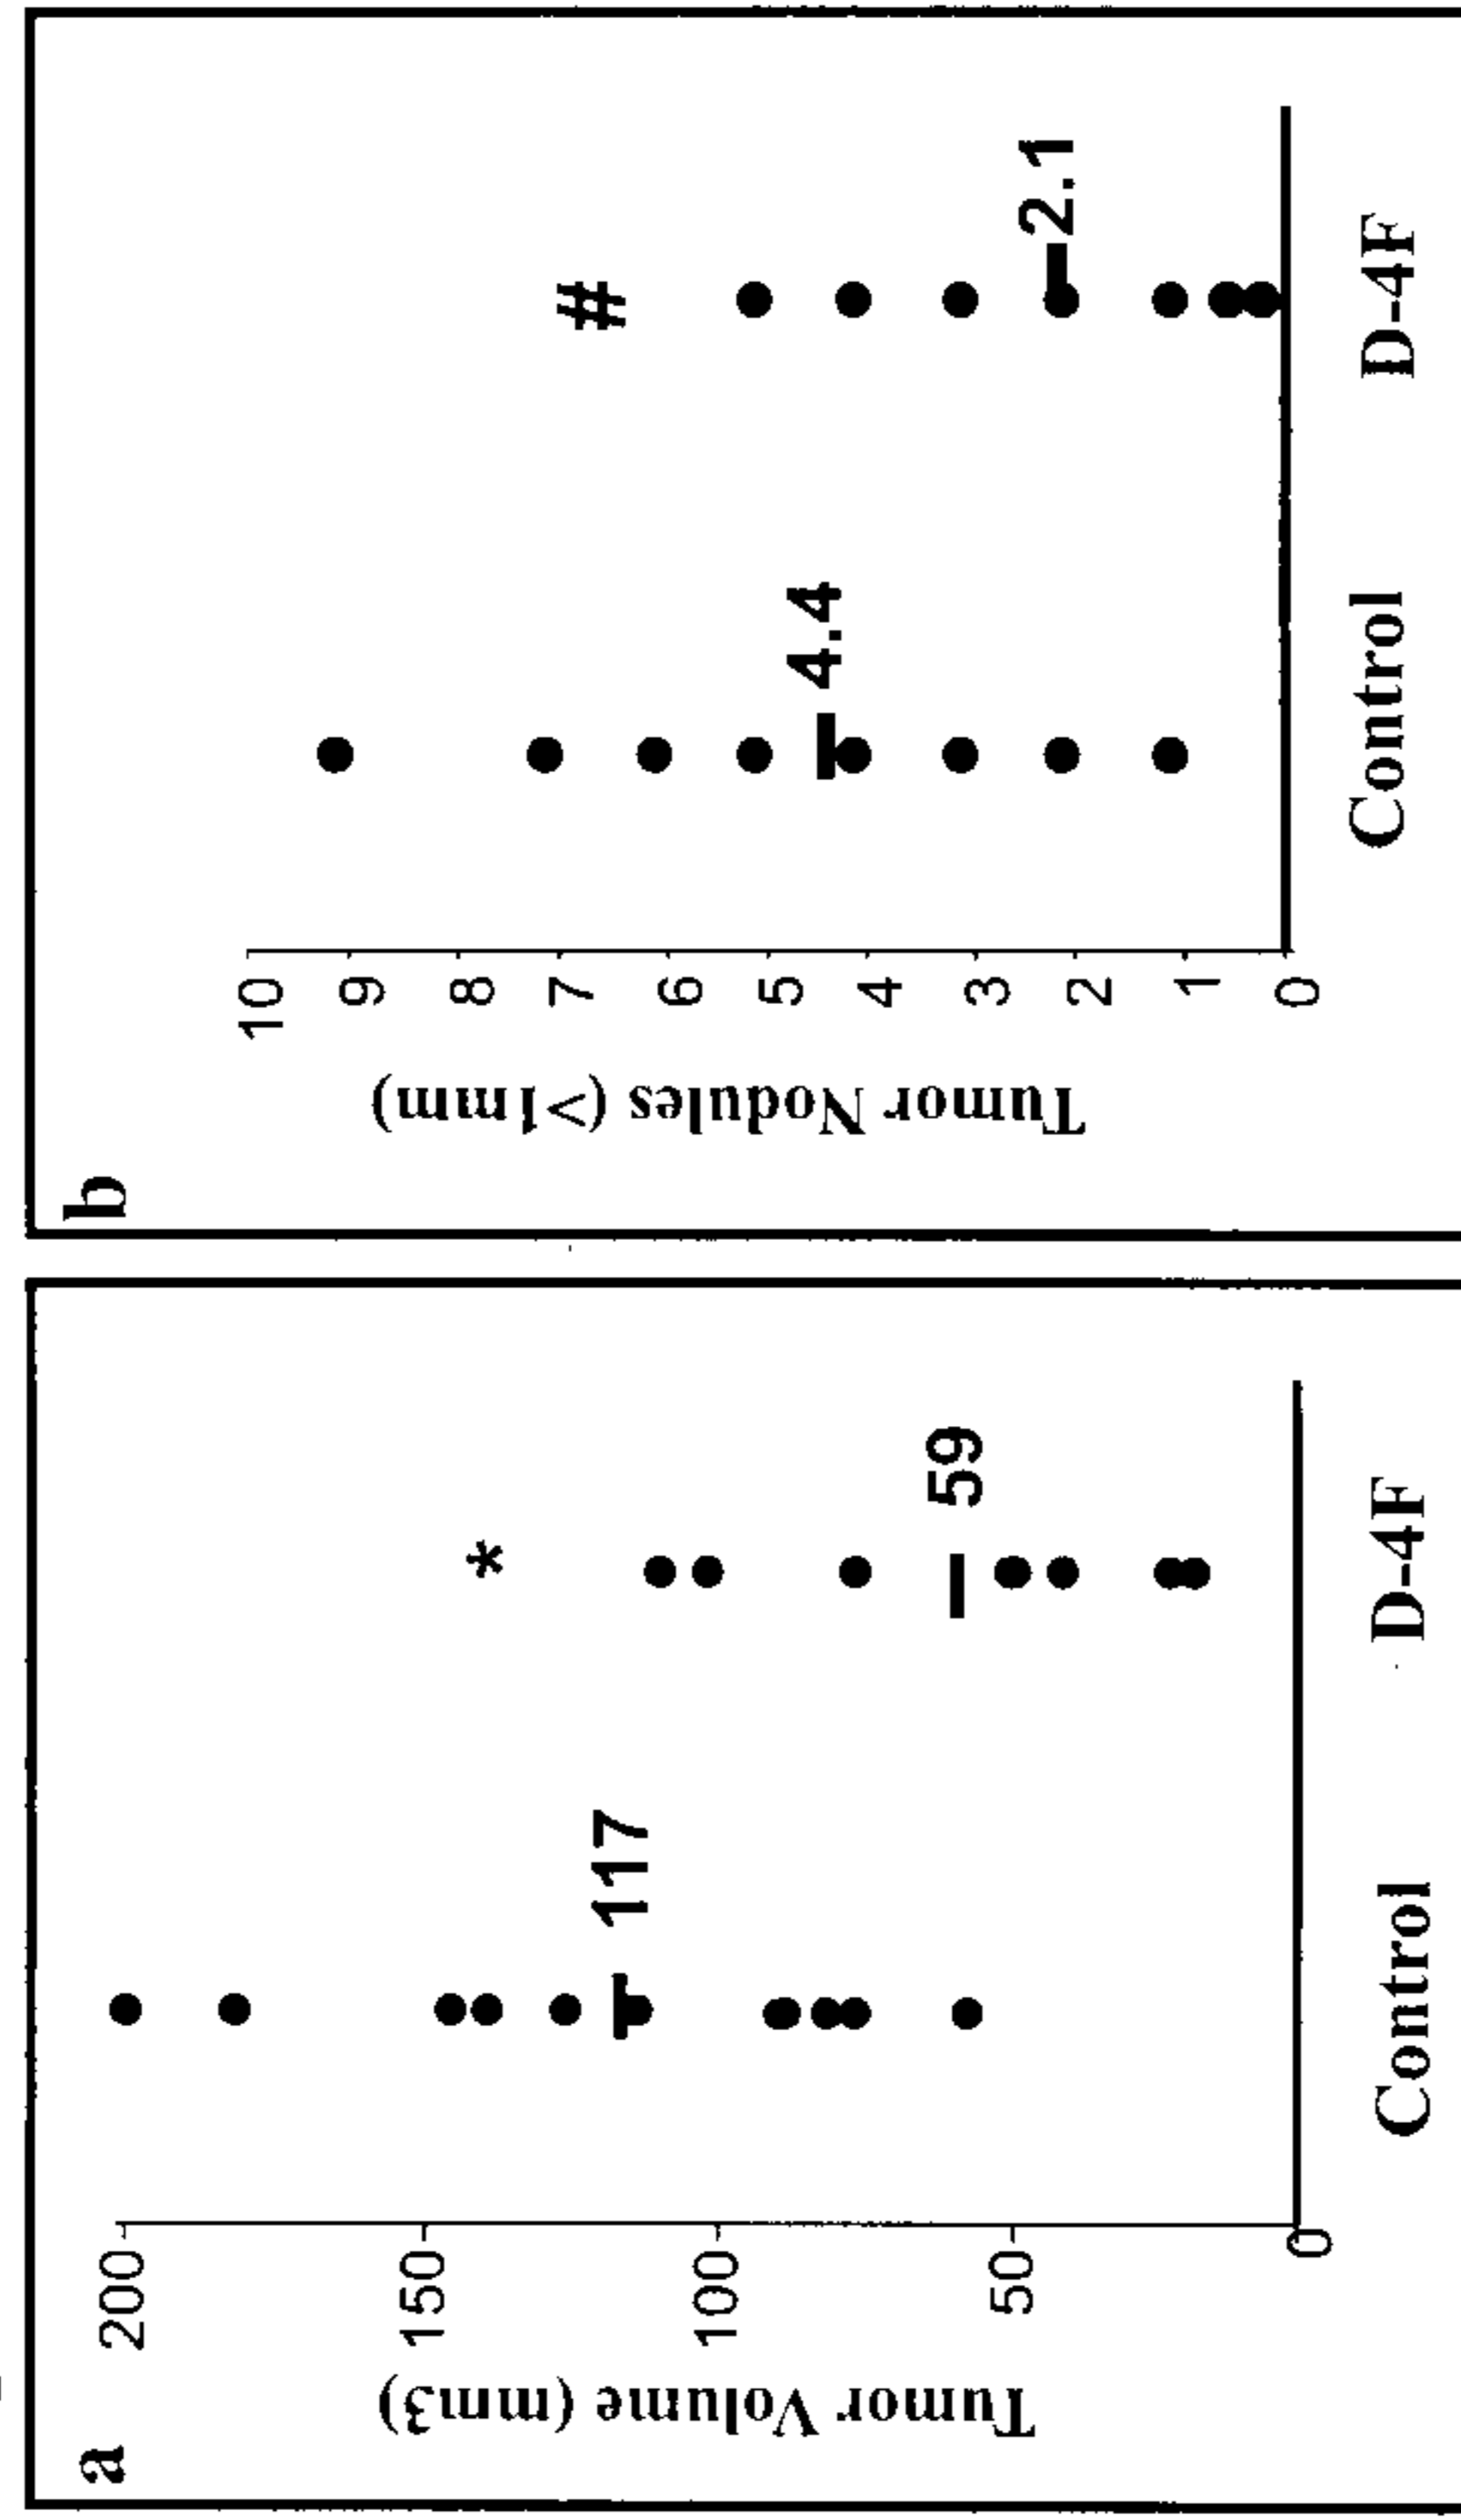 a
Tumor Volume (mm3)
200
150
100
50
0
117
*
59
Control
D-4F
b
Tumor Nodules (>1mm)
10
9
8
7
6
5
4
3
2
1
0
4.4
#
2.1
Control
D-4F